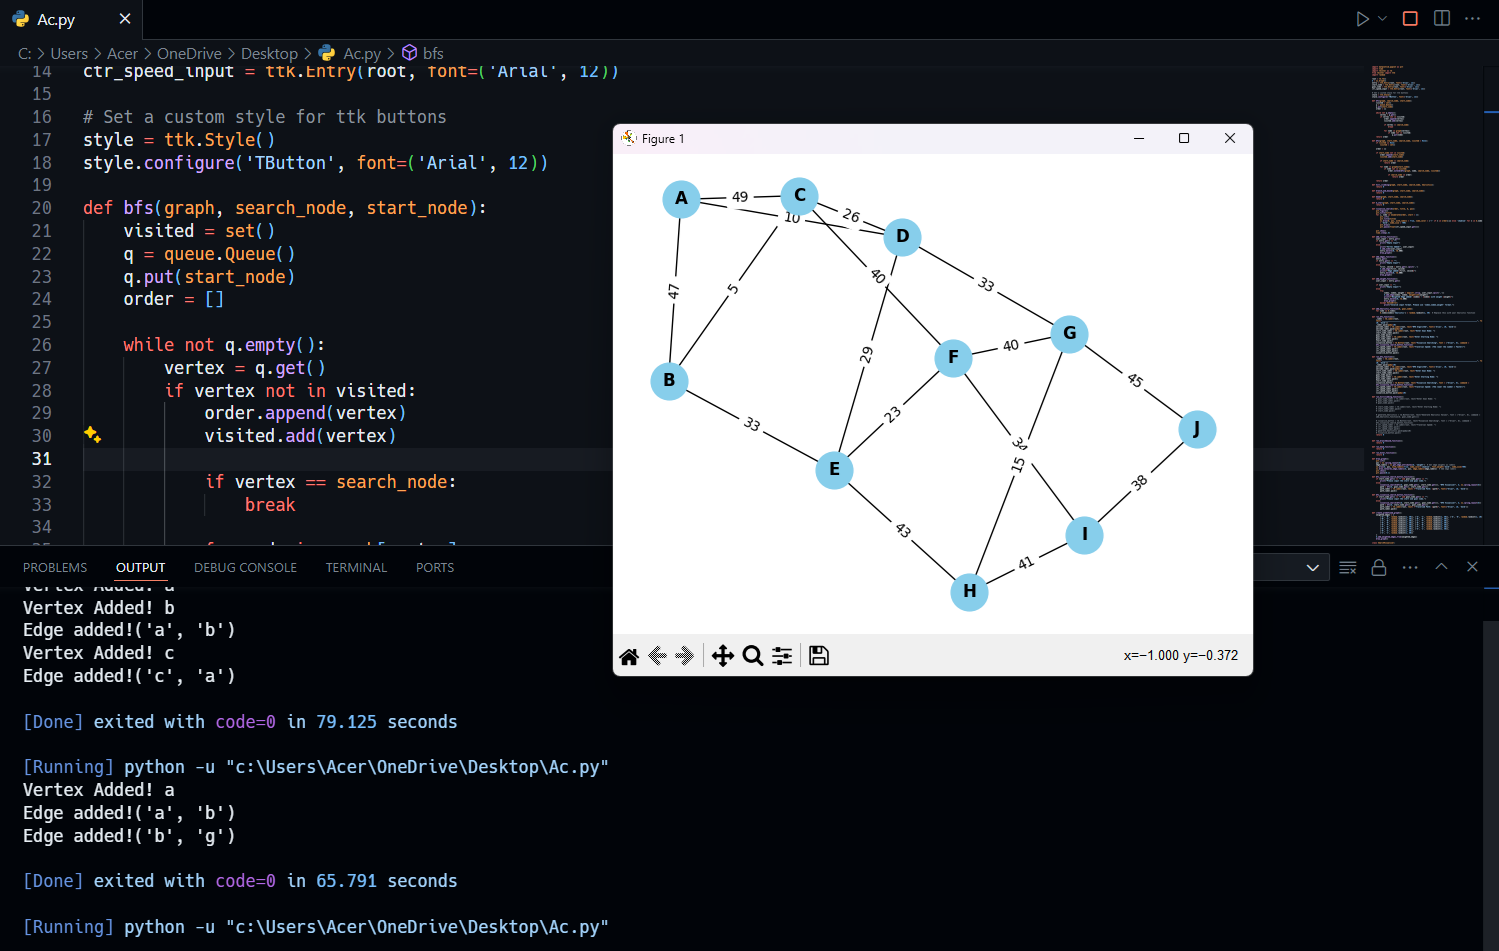 Ac.py
C: > Users > Acer > OneDrive > Desktop > Ac.py > bfs
14 ctr_speed_input = ttk.Entry(root, font=('Arial', 12))
15
16 # Set a custom style for ttk buttons
17 style = ttk.Style()
18 style.configure('TButton', font=('Arial', 12))
19
20 def bfs(graph, search_node, start_node):
21 visited = set()
22 q = queue.Queue()
23 q.put(start_node)
24 order = []
25
26 while not q.empty():
27 vertex = q.get()
28 if vertex not in visited:
29 order.append(vertex)
30 visited.add(vertex)
31
32 if vertex == search_node:
33 break
34
Figure 1
A 49 C
10 26
D
47 5 40 33
29 F 40 G
B 45
33 23 J
E 34
15 38
43 I
41
H
x=−1.000 y=−0.372
PROBLEMS OUTPUT DEBUG CONSOLE TERMINAL PORTS
Vertex Added! a
Vertex Added! b
Edge added!('a', 'b')
Vertex Added! c
Edge added!('c', 'a')
[Done] exited with code=0 in 79.125 seconds
[Running] python -u "c:\Users\Acer\OneDrive\Desktop\Ac.py"
Vertex Added! a
Edge added!('a', 'b')
Edge added!('b', 'g')
[Done] exited with code=0 in 65.791 seconds
[Running] python -u "c:\Users\Acer\OneDrive\Desktop\Ac.py"